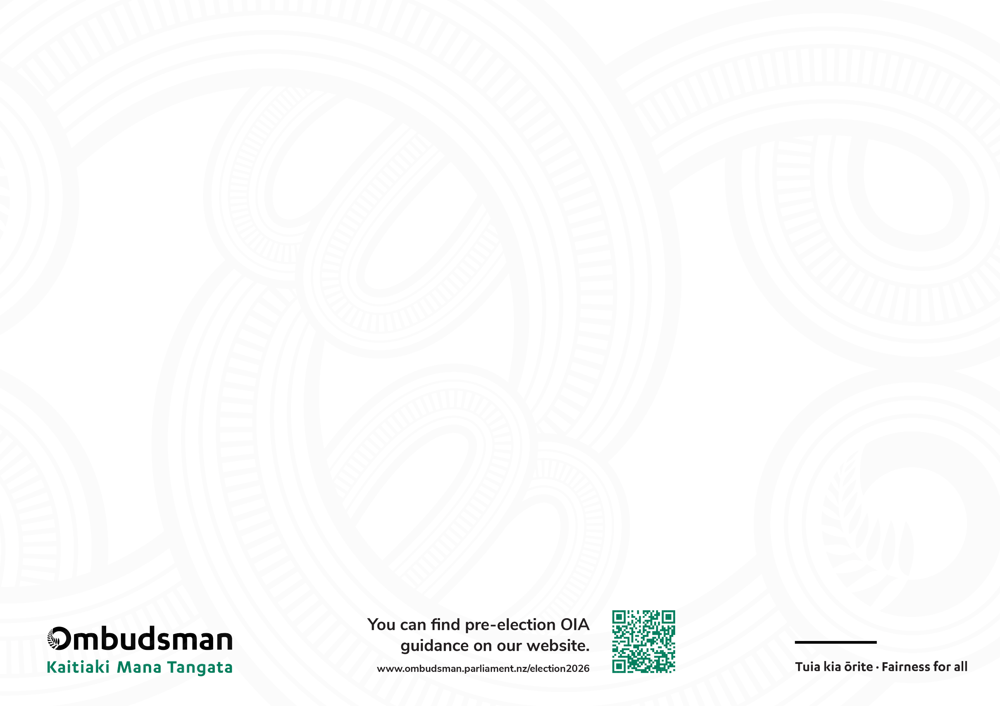 Ombudsman
Kaitiaki Mana Tangata
You can find pre-election OIA
guidance on our website.
www.ombudsman.parliament.nz/election2026
Tuia kia ōrite · Fairness for all